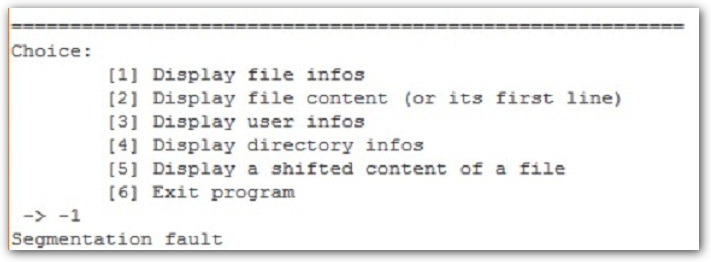 ============================================================
Choice:
[1] Display file infos
[2] Display file content (or its first line)
[3] Display user infos
[4] Display directory infos
[5] Display a shifted content of a file
[6] Exit program
-> -1
Segmentation fault